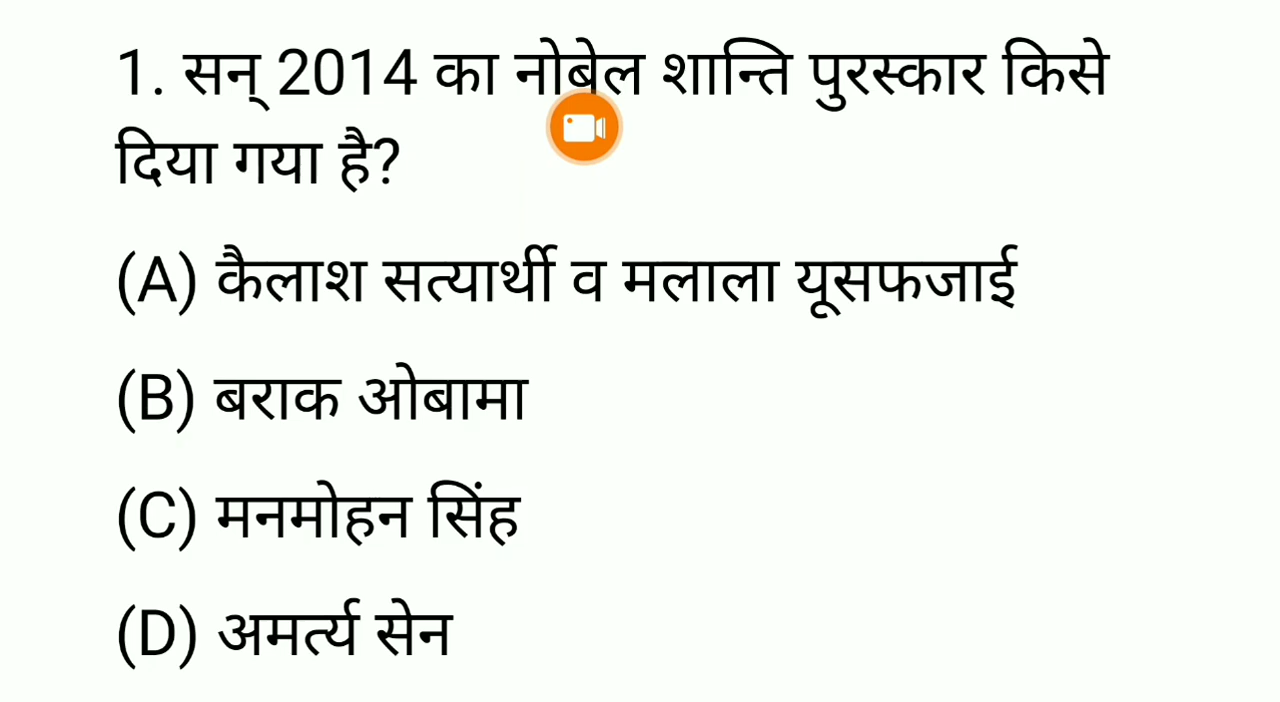 1. सन् 2014 का नोबेल शान्ति पुरस्कार किसे
दिया गया है?
(A) कैलाश सत्यार्थी व मलाला यूसफजाई
(B) बराक ओबामा
(C) मनमोहन सिंह
(D) अमर्त्य सेन